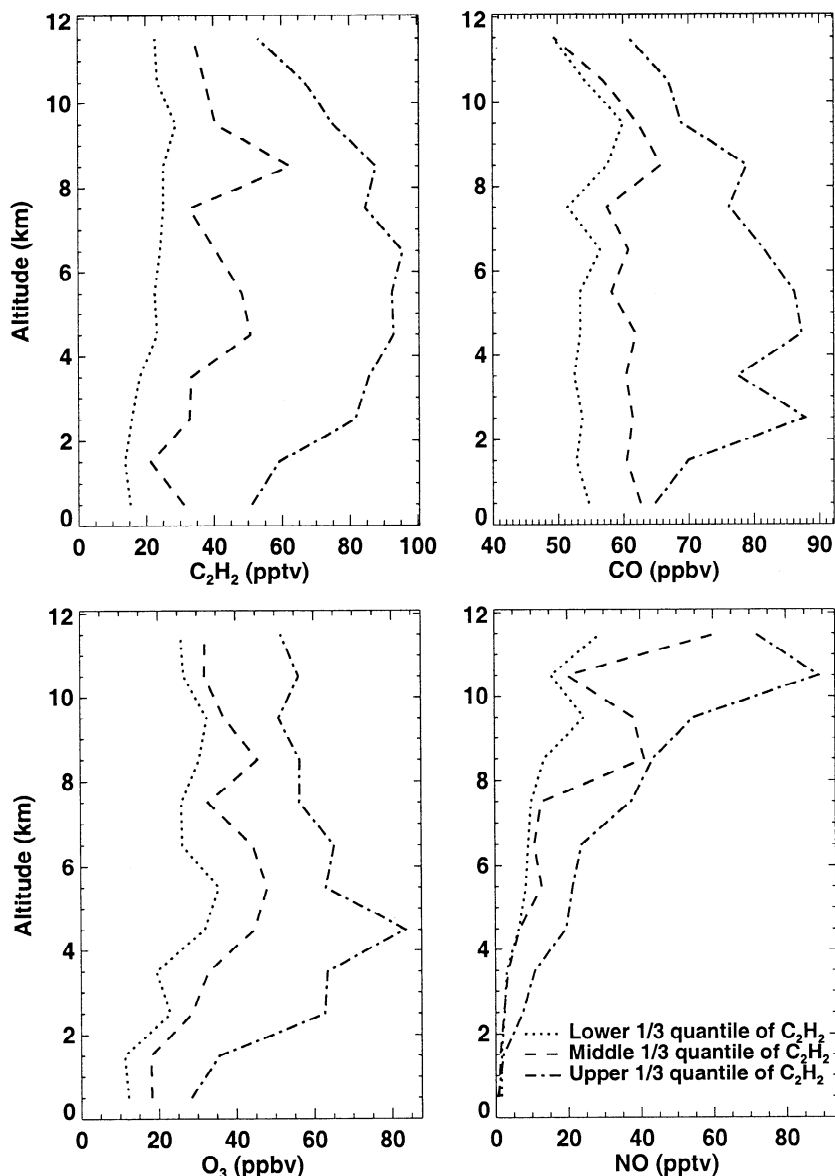 12
10
8
6
4
2
0
Altitude (km)
0 20 40 60 80 100
C₂H₂ (pptv)
12
10
8
6
4
2
0
40 50 60 70 80 90
CO (ppbv)
12
10
8
6
4
2
0
Altitude (km)
0 20 40 60 80
O₃ (ppbv)
12
10
8
6
4
2
0
Lower 1/3 quantile of C₂H₂
Middle 1/3 quantile of C₂H₂
Upper 1/3 quantile of C₂H₂
0 20 40 60 80
NO (pptv)